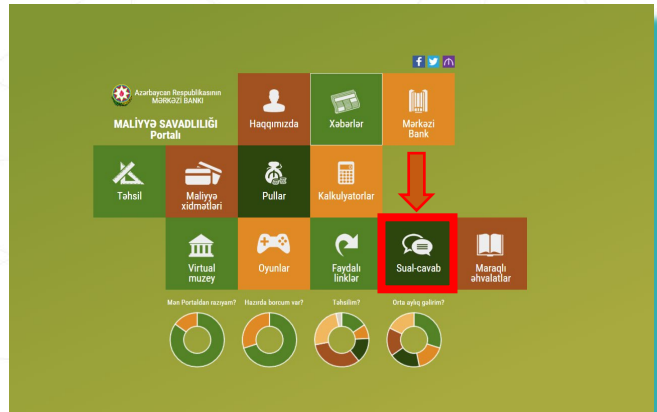 Azərbaycan Respublikasının
MƏRKƏZİ BANKI
MALİYYƏ SAVADLILIĞI
Portalı
Haqqımızda
Xəbərlər
Mərkəzi
Bank
Təhsil
Maliyyə
xidmətləri
Pullar
Kalkulyatorlar
Virtual
muzey
Oyunlar
Faydalı
linklər
Sual-cavab
Maraqlı
əhvalatlar
Mən Portaldan razıyam?
Hazırda borcum var?
Təhsilim?
Orta aylıq gəlirim?